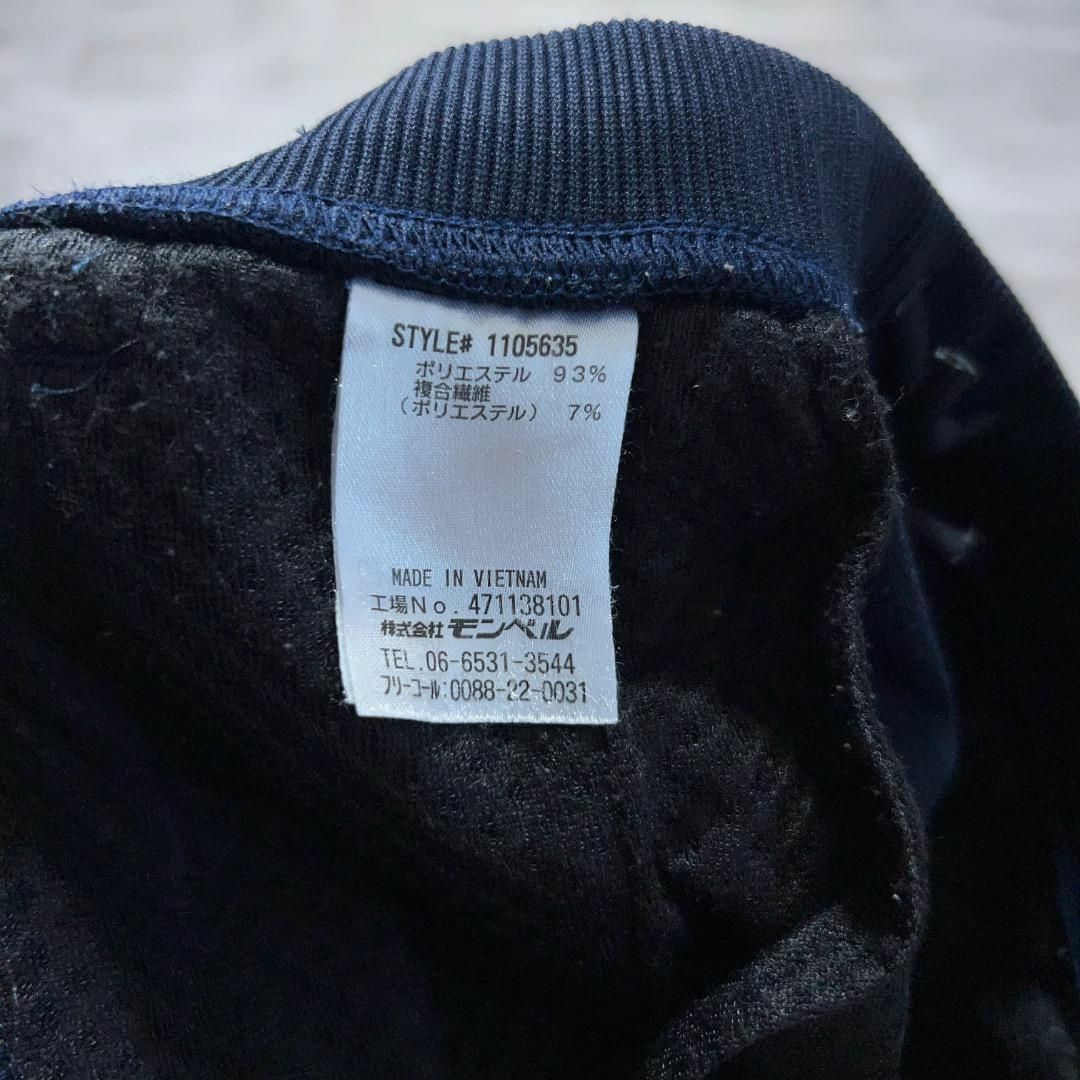 STYLE# 1105635
ポリエステル 93%
複合繊維
(ポリエステル) 7%
MADE IN VIETNAM
工場No.471138101
株式会社 モンベル
TEL.06-6531-3544
フリーコール:0088-22-0031